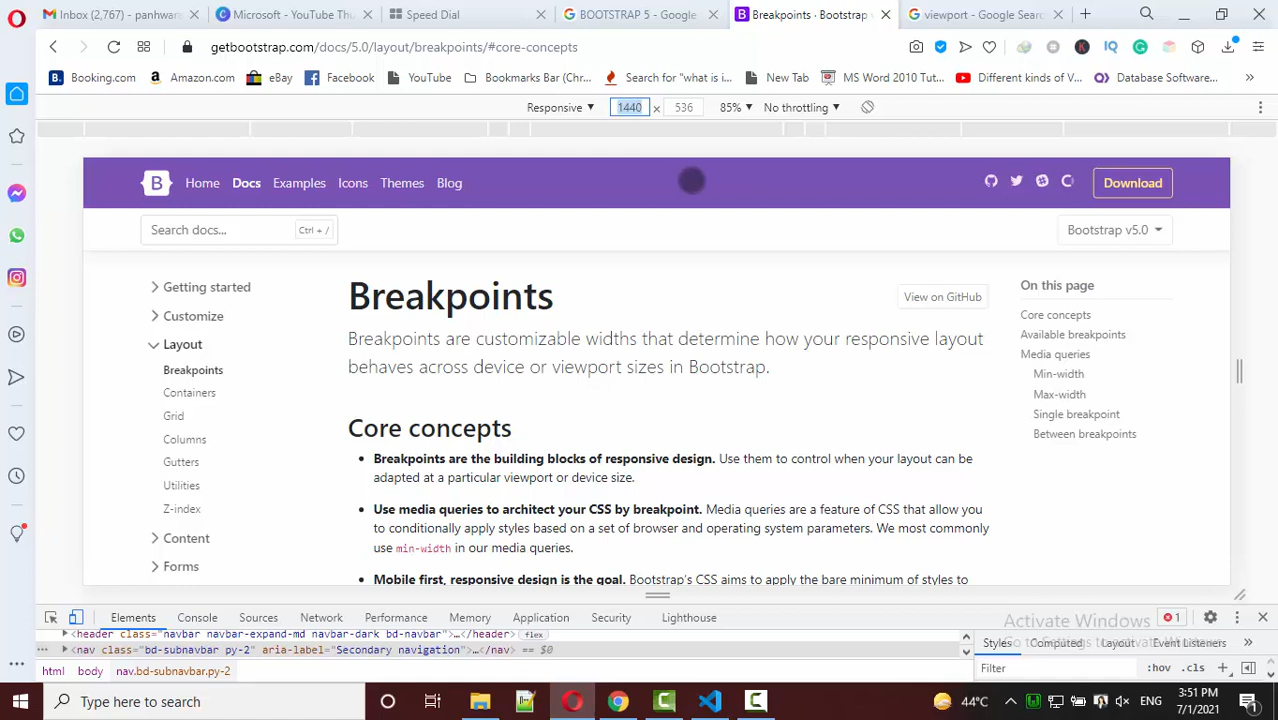 Inbox (2,767) - panhwar
Microsoft - YouTube Thu
Speed Dial
BOOTSTRAP 5 - Google
Breakpoints · Bootstrap v
viewport - Google Searc
getbootstrap.com/docs/5.0/layout/breakpoints/#core-concepts
Booking.com
Amazon.com
eBay
Facebook
YouTube
Bookmarks Bar (Chr...
Search for "what is i...
New Tab
MS Word 2010 Tut...
Different kinds of V...
Database Software...
Responsive
1440
536
85%
No throttling
Home
Docs
Examples
Icons
Themes
Blog
Download
Search docs...
Ctrl + /
Bootstrap v5.0
Getting started
Customize
Layout
Breakpoints
Containers
Grid
Columns
Gutters
Utilities
Z-index
Content
Forms
Breakpoints
View on GitHub
Breakpoints are customizable widths that determine how your responsive layout
behaves across device or viewport sizes in Bootstrap.
Core concepts
• Breakpoints are the building blocks of responsive design. Use them to control when your layout can be
adapted at a particular viewport or device size.
• Use media queries to architect your CSS by breakpoint. Media queries are a feature of CSS that allow you
to conditionally apply styles based on a set of browser and operating system parameters. We most commonly
use min-width in our media queries.
• Mobile first, responsive design is the goal. Bootstrap's CSS aims to apply the bare minimum of styles to
On this page
Core concepts
Available breakpoints
Media queries
Min-width
Max-width
Single breakpoint
Between breakpoints
Elements
Console
Sources
Network
Performance
Memory
Application
Security
Lighthouse
1
<header class="navbar navbar-expand-md navbar-dark bd-navbar">…</header> flex
<nav class="bd-subnavbar py-2" aria-label="Secondary navigation">…</nav> == $0
html
body
nav.bd-subnavbar.py-2
Activate Windows
Go to Settings to activate Windows.
Styles
Computed
Layout
Event Listeners
Filter
:hov
.cls
Type here to search
44°C
ENG
3:51 PM
7/1/2021
1